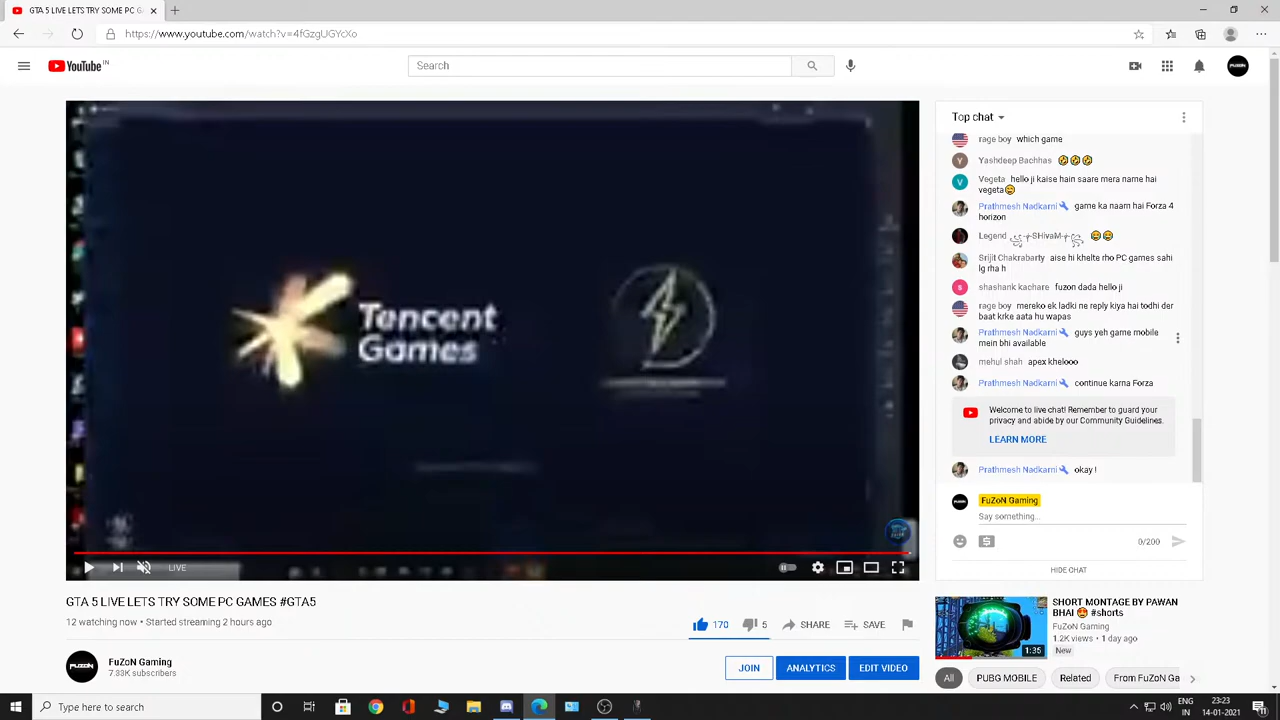 GTA 5 LIVE LETS TRY SOME PC G
https://www.youtube.com/watch?v=4fGzgUGYcXo
YouTube IN
Search
FUZON
Tencent
Games
LIVE
Top chat
rage boy which game
Y Yashdeep Bachhas 🤣🤣🤣
V Vegeta hello ji kaise hain saare mera name hai
vegeta😂
Prathmesh Nadkarni game ka naam hai Forza 4
horizon
Legend ꧁༒SHivaM༒꧂ 😂😂
Srijit Chakrabarty aise hi khelte rho PC games sahi
lg rha h
s shashank kachare fuzon dada hello ji
rage boy mereko ek ladki ne reply kiya hai todhi der
baat krke aata hu wapas
Prathmesh Nadkarni guys yeh game mobile
mein bhi available
mehul shah apex khelooo
Prathmesh Nadkarni continue karna Forza
Welcome to live chat! Remember to guard your
privacy and abide by our Community Guidelines.
LEARN MORE
Prathmesh Nadkarni okay !
FuZoN Gaming
Say something...
0/200
HIDE CHAT
GTA 5 LIVE LETS TRY SOME PC GAMES #GTA5
12 watching now • Started streaming 2 hours ago
170 5 SHARE SAVE
FUZON
FuZoN Gaming
7.33K subscribers
JOIN ANALYTICS EDIT VIDEO
SHORT MONTAGE BY PAWAN
BHAI 😍 #shorts
FuZoN Gaming
1.2K views • 1 day ago
New
1:35
All PUBG MOBILE Related From FuZoN Ga
Type here to search
ENG
IN
23:23
14-01-2021
11